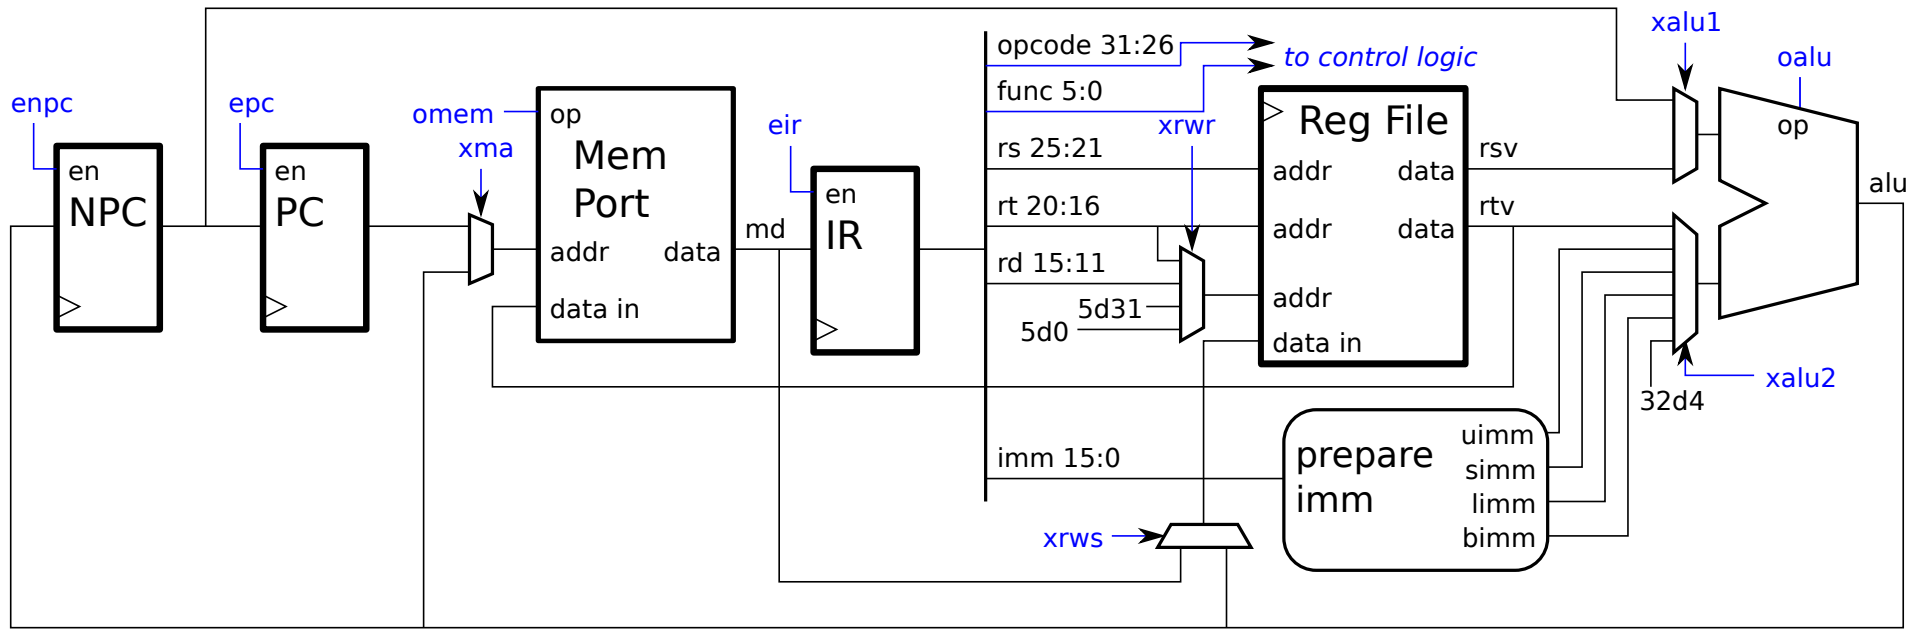 xalu1
opcode 31:26
to control logic
oalu
func 5:0
enpc
epc
omem
op
Reg File
xma
eir
xrwr
op
Mem
Port
rs 25:21
rsv
en
en
addr
data
alu
NPC
PC
en
IR
rt 20:16
rtv
md
addr
data
addr
data
rd 15:11
5d31
addr
data in
5d0
data in
xalu2
32d4
imm 15:0
prepare
imm
uimm
simm
limm
bimm
xrws